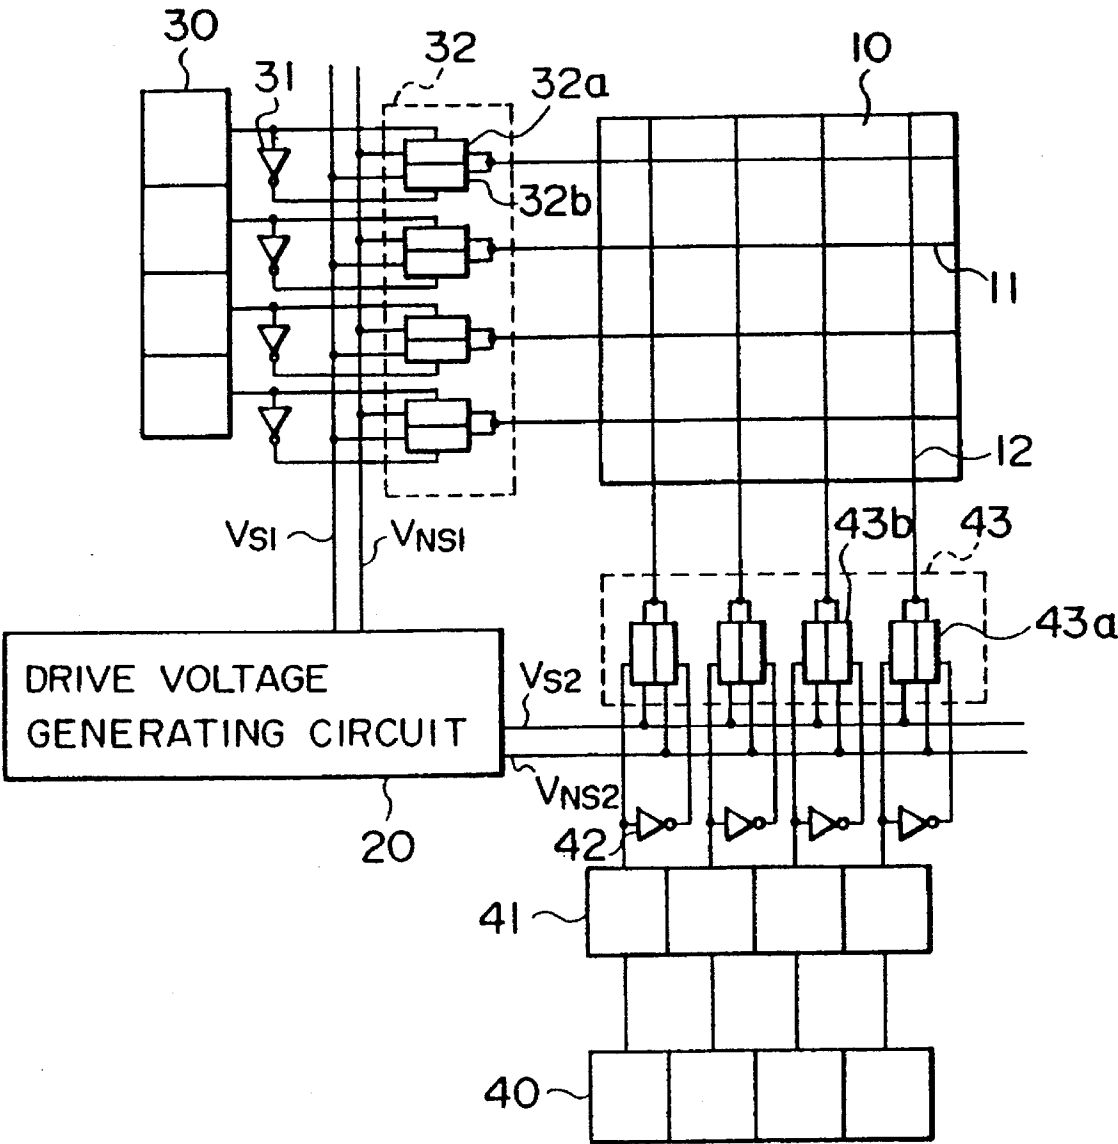 30
31
32
32a
32b
10
11
12
VS1
VNS1
43b
43
43a
DRIVE VOLTAGE
GENERATING CIRCUIT
VS2
VNS2
20
42
41
40